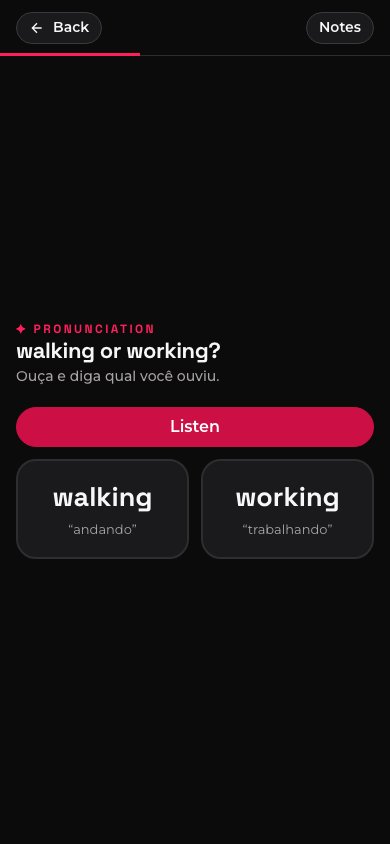 Back
Notes
PRONUNCIATION
walking or working?
Ouça e diga qual você ouviu.
Listen
walking
working
“andando”
“trabalhando”